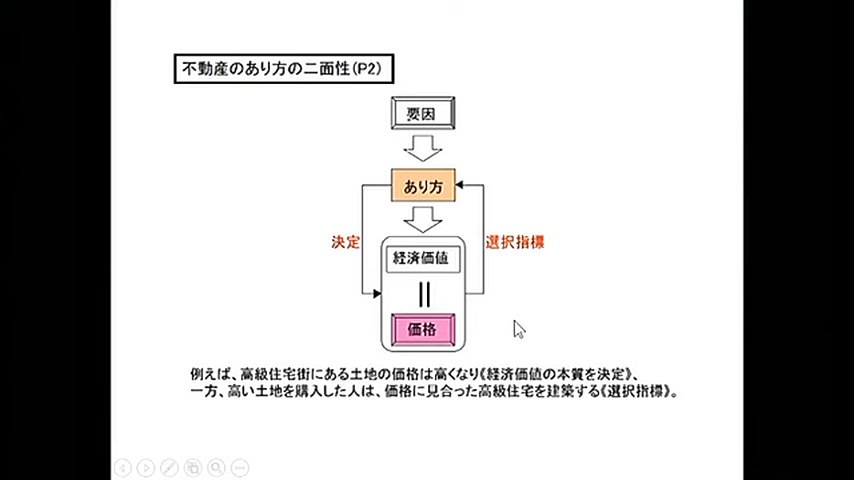 不動産のあり方の二面性(P2)
要因
あり方
決定
選択指標
経済価値
||
価格
例えば、高級住宅街にある土地の価格は高くなり《経済価値の本質を決定》、
一方、高い土地を購入した人は、価格に見合った高級住宅を建築する《選択指標》。